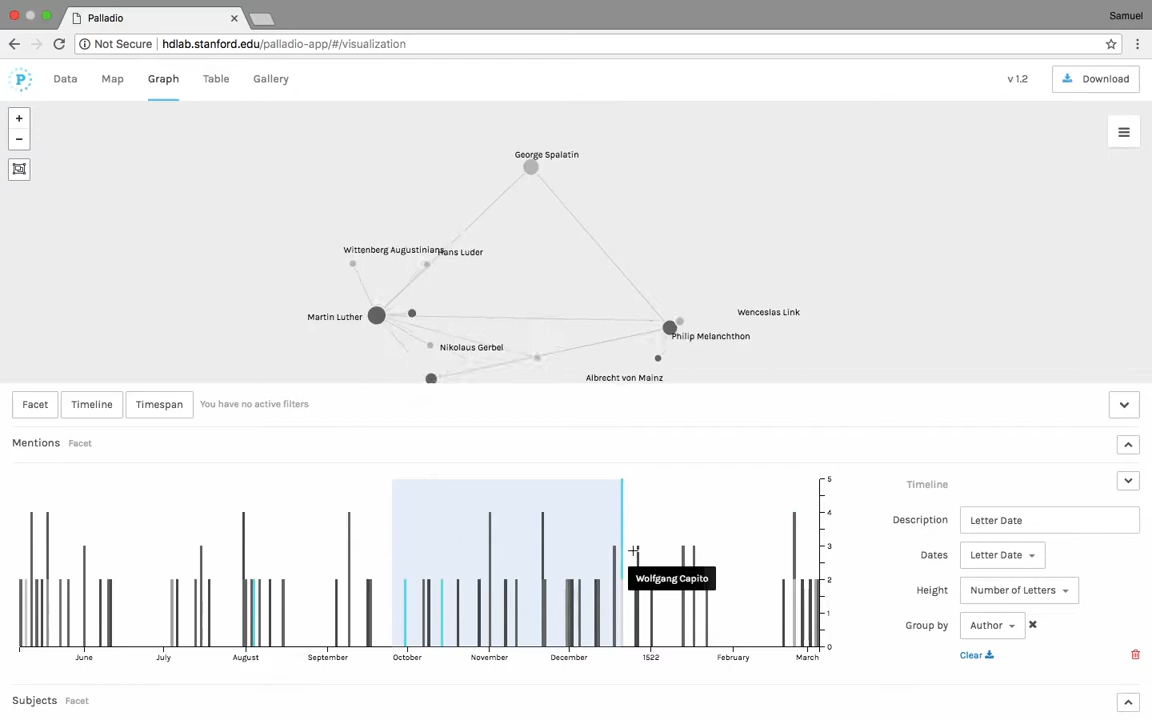 Palladio
Samuel
Not Secure hdlab.stanford.edu/palladio-app/#/visualization
P Data Map Graph Table Gallery v 1.2 Download
+
−
George Spalatin
Wittenberg Augustinians Hans Luder
Martin Luther
Wenceslas Link
Philip Melanchthon
Nikolaus Gerbel
Albrecht von Mainz
Facet Timeline Timespan You have no active filters
Mentions Facet
Timeline
Description Letter Date
Dates Letter Date
Height Number of Letters
Group by Author
Clear
Wolfgang Capito
5
4
3
2
1
0
June July August September October November December 1522 February March
Subjects Facet